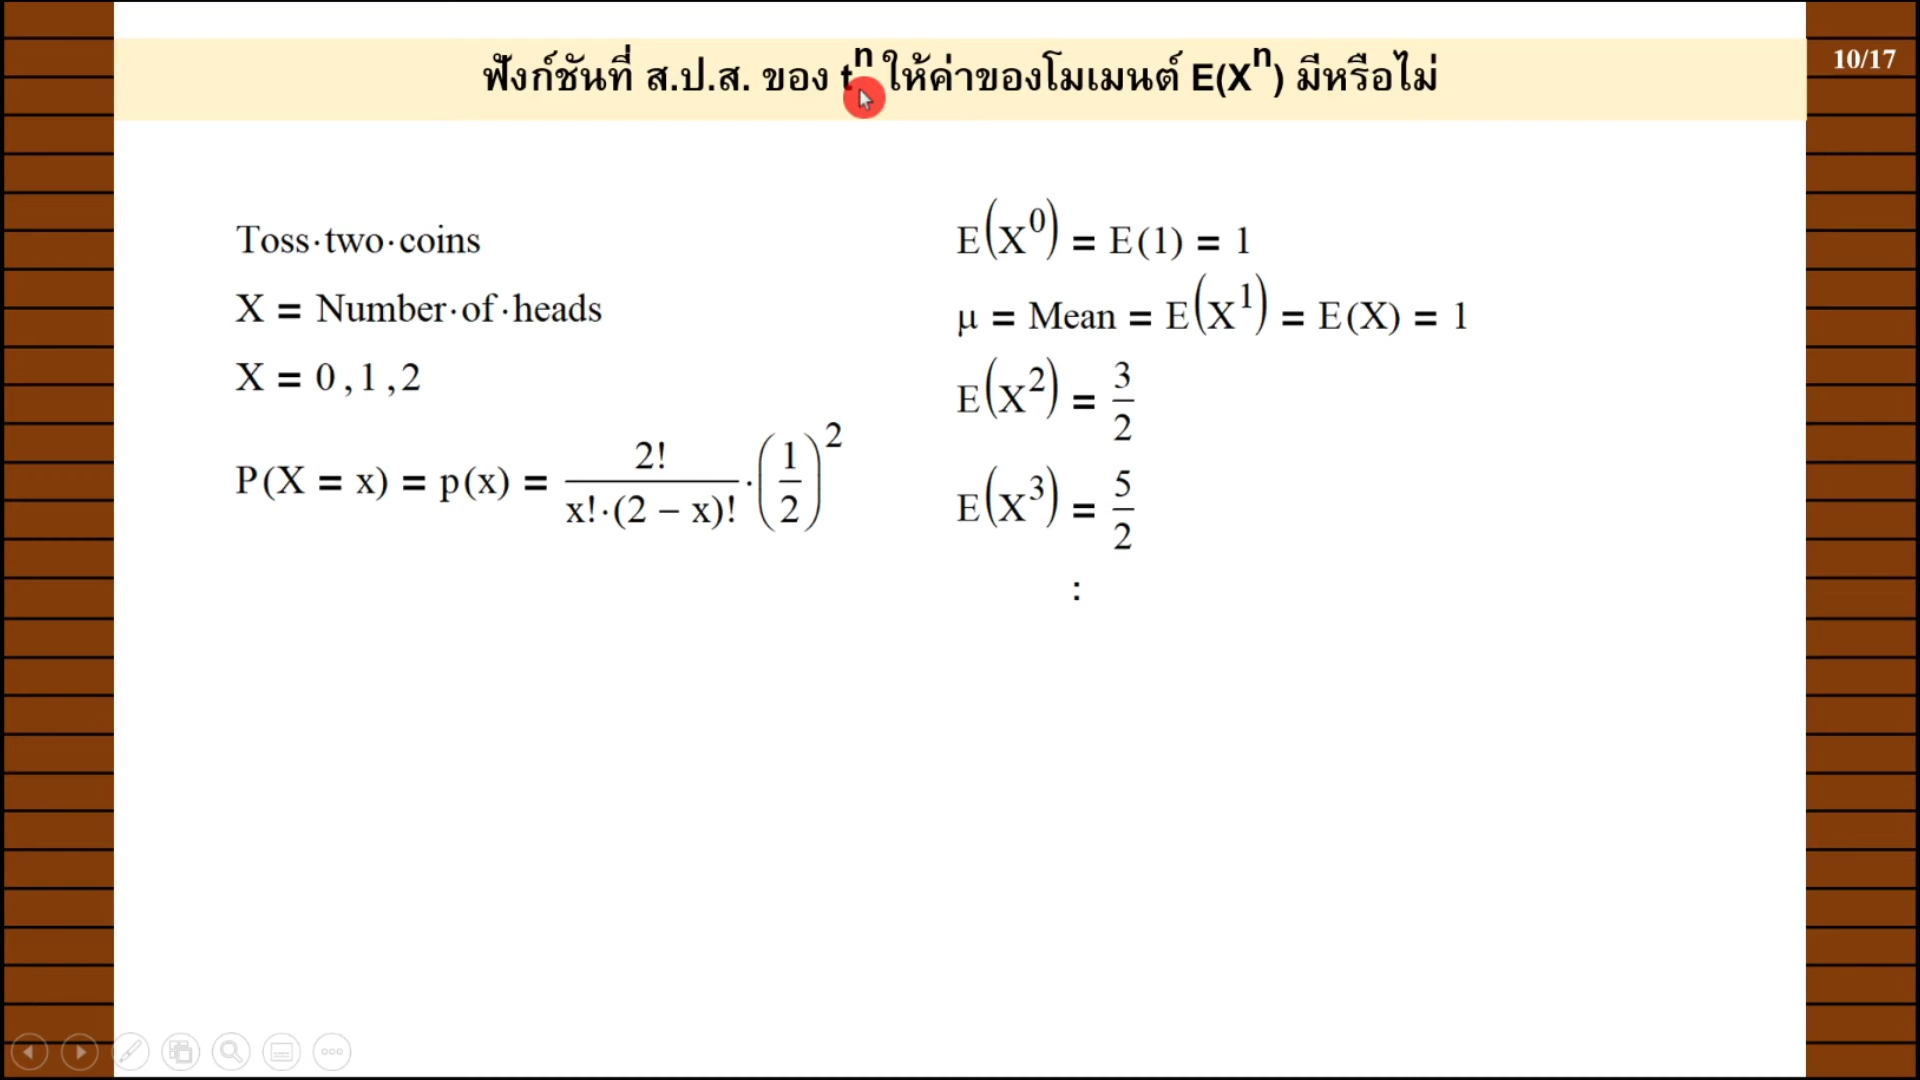 ฟังก์ชันที่ ส.ป.ส. ของ tⁿ ให้ค่าของโมเมนต์ E(Xⁿ) มีหรือไม่
10/17
Toss·two·coins
X = Number·of·heads
X = 0 , 1 , 2
P(X = x) = p(x) = 2!/(x!·(2 − x)!) · (1/2)²
E(X⁰) = E(1) = 1
μ = Mean = E(X¹) = E(X) = 1
E(X²) = 3/2
E(X³) = 5/2
: